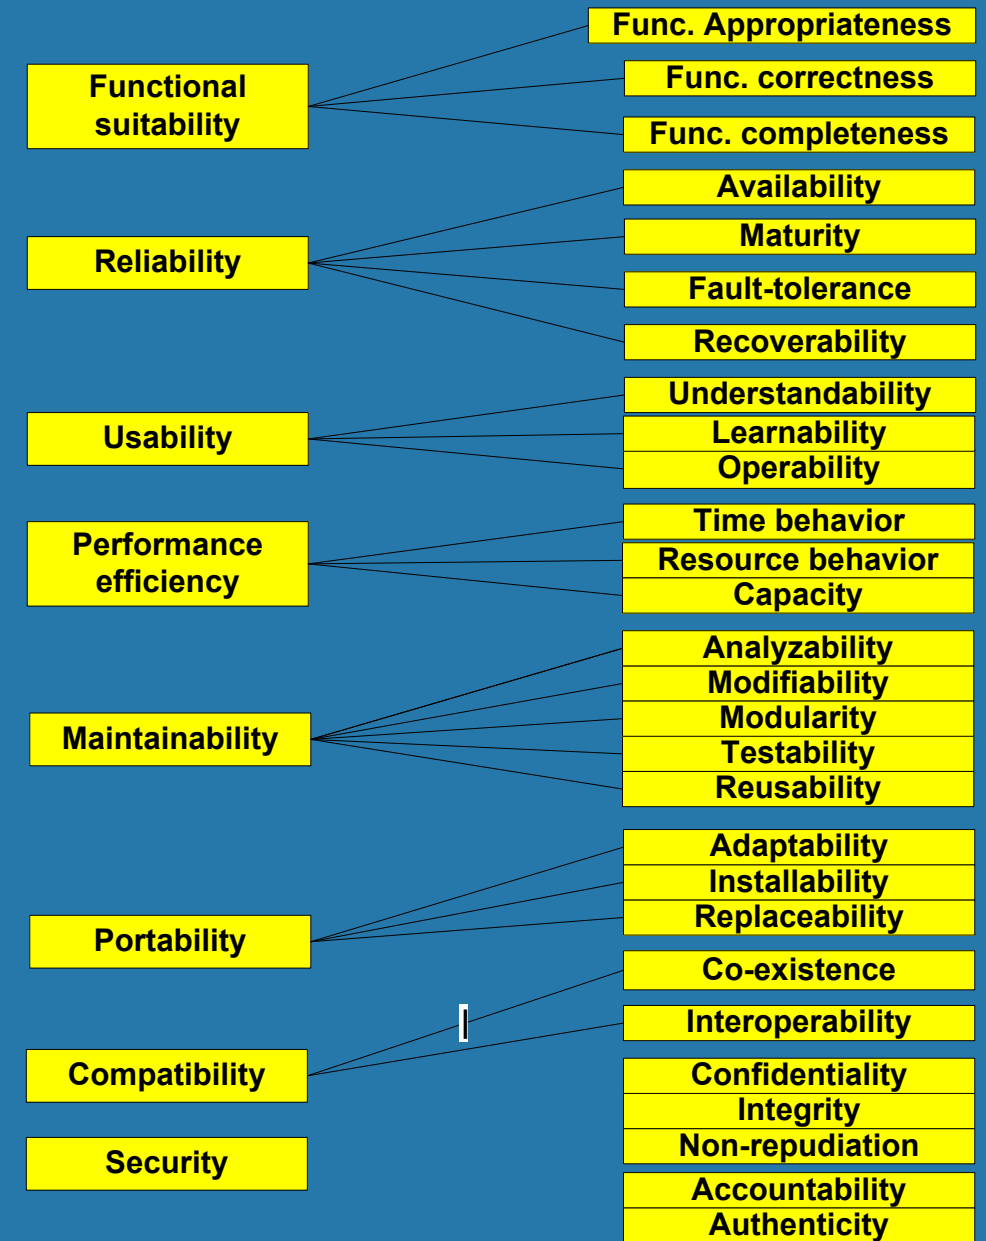 Func. Appropriateness
Functional
suitability
Func. correctness
Func. completeness
Availability
Reliability
Maturity
Fault-tolerance
Recoverability
Usability
Understandability
Learnability
Operability
Performance
efficiency
Time behavior
Resource behavior
Capacity
Maintainability
Analyzability
Modifiability
Modularity
Testability
Reusability
Portability
Adaptability
Installability
Replaceability
Compatibility
Co-existence
Interoperability
Security
Confidentiality
Integrity
Non-repudiation
Accountability
Authenticity